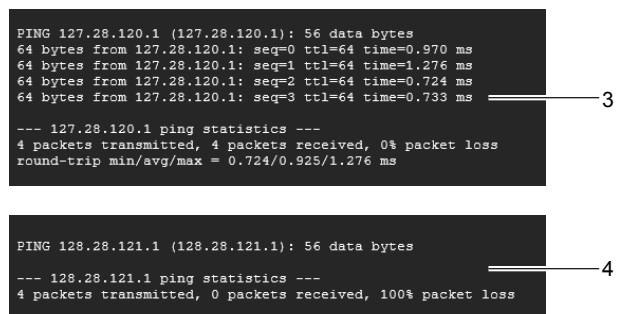 PING 127.28.120.1 (127.28.120.1): 56 data bytes
64 bytes from 127.28.120.1: seq=0 ttl=64 time=0.970 ms
64 bytes from 127.28.120.1: seq=1 ttl=64 time=1.276 ms
64 bytes from 127.28.120.1: seq=2 ttl=64 time=0.724 ms
64 bytes from 127.28.120.1: seq=3 ttl=64 time=0.733 ms
3
--- 127.28.120.1 ping statistics ---
4 packets transmitted, 4 packets received, 0% packet loss
round-trip min/avg/max = 0.724/0.925/1.276 ms
PING 128.28.121.1 (128.28.121.1): 56 data bytes
4
--- 128.28.121.1 ping statistics ---
4 packets transmitted, 0 packets received, 100% packet loss